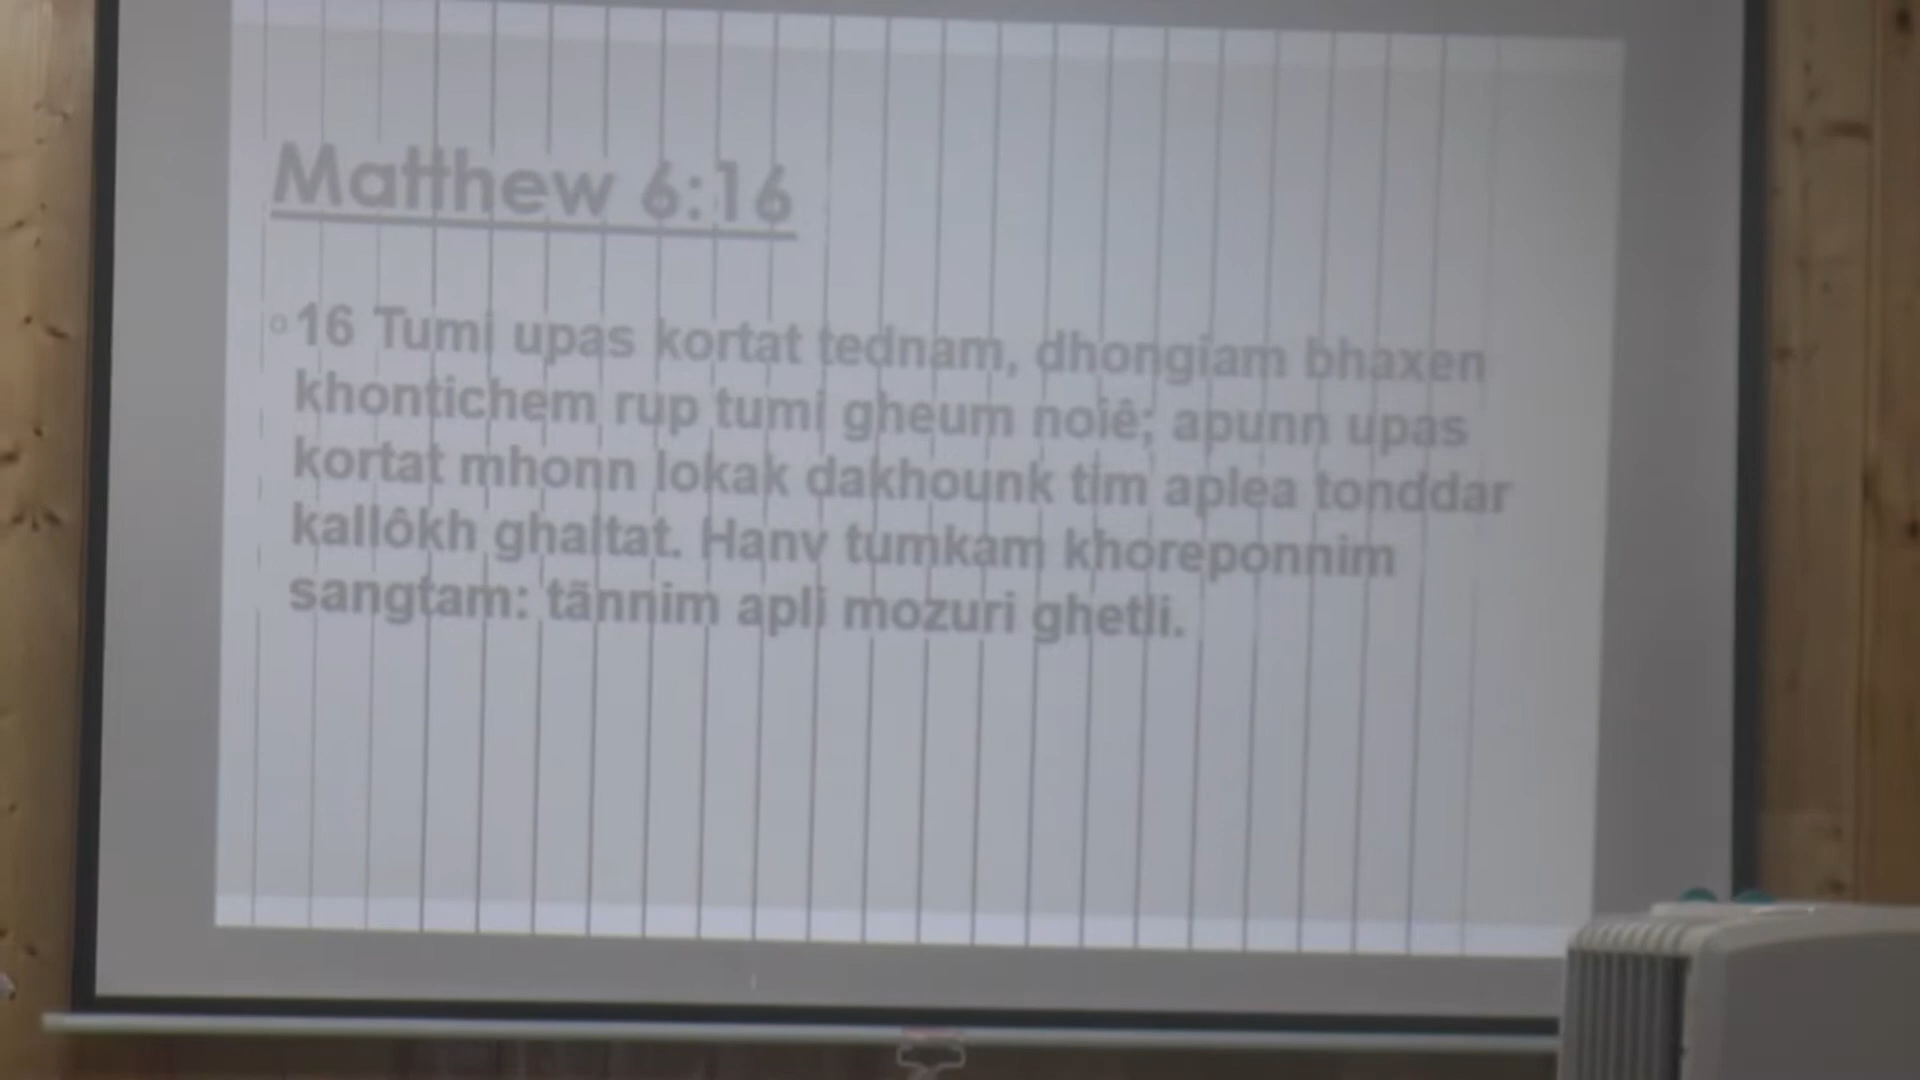 Matthew 6:16
16 Tumi upas kortat tednam, dhongiam bhaxen
khontichem rup tumi gheum noiê; apunn upas
kortat mhonn lokak dakhounk tim aplea tonddar
kallôkh ghaltat. Hanv tumkam khoreponnim
sangtam: tãnnim apli mozuri ghetli.